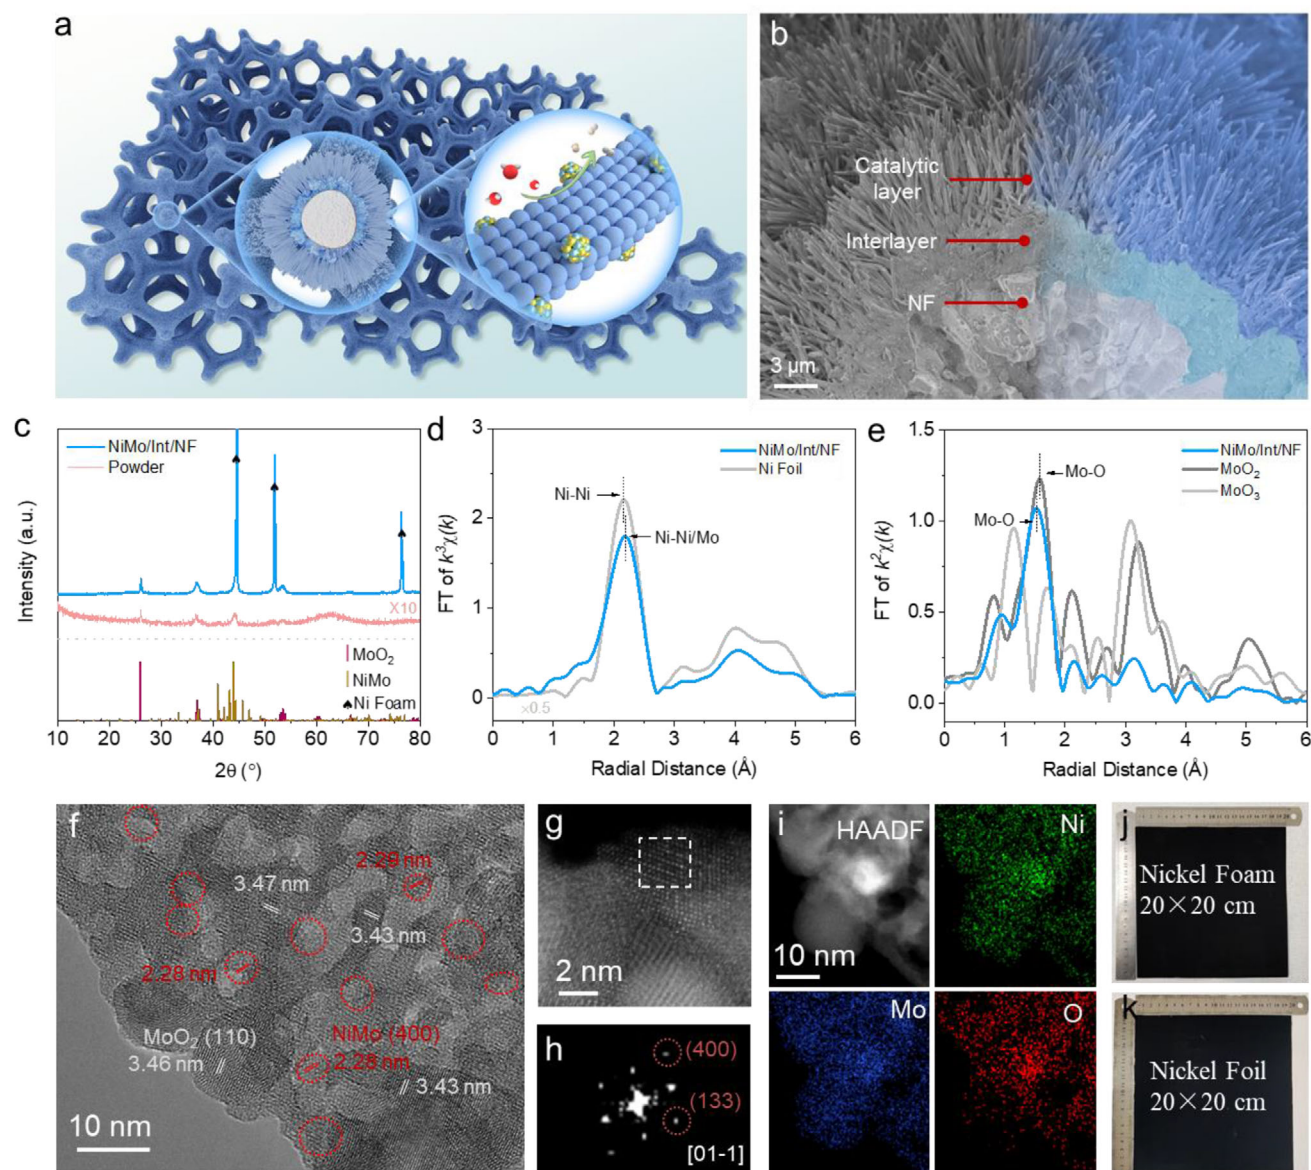 a
b
Catalytic
layer
Interlayer
NF
3 μm
c
NiMo/Int/NF
Powder
X10
MoO2
NiMo
Ni Foam
Intensity (a.u.)
10 20 30 40 50 60 70 80
2θ (°)
d
3
2
1
0
NiMo/Int/NF
Ni Foil
Ni-Ni
Ni-Ni/Mo
×0.5
FT of k³χ(k)
0 1 2 3 4 5 6
Radial Distance (Å)
e
1.5
1.0
0.5
0.0
NiMo/Int/NF
MoO2
MoO3
Mo-O
Mo-O
FT of k²χ(k)
0 1 2 3 4 5 6
Radial Distance (Å)
f
2.29 nm
3.47 nm
3.43 nm
2.28 nm
MoO2 (110)
3.46 nm
NiMo (400)
2.28 nm
3.43 nm
10 nm
g
2 nm
h
(400)
(133)
[01-1]
i
HAADF
10 nm
Ni
Mo
O
j
Nickel Foam
20×20 cm
k
Nickel Foil
20×20 cm